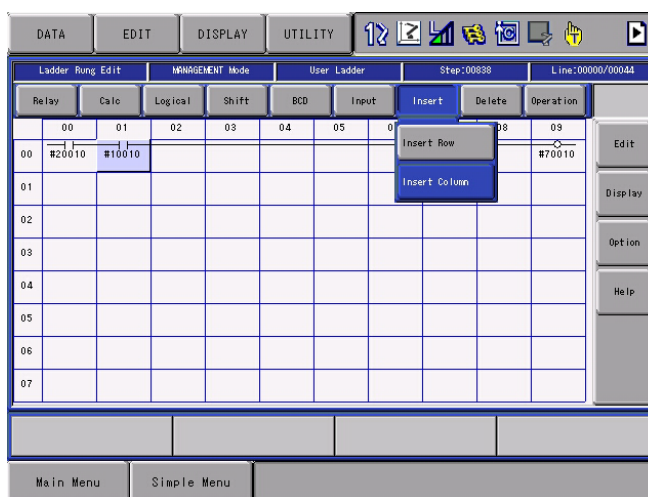 DATA EDIT DISPLAY UTILITY
Ladder Rung Edit MANAGEMENT Mode User Ladder Step:00838 Line:0000/00044
Relay Calc Logical Shift BCD Input Insert Delete Operation
00 01 02 03 04 05 0 08 09
Insert Row
Edit
00 #20010 #10010 #70010
Insert Column
01
Display
02
03
Option
04
Help
05
06
07
Main Menu Simple Menu